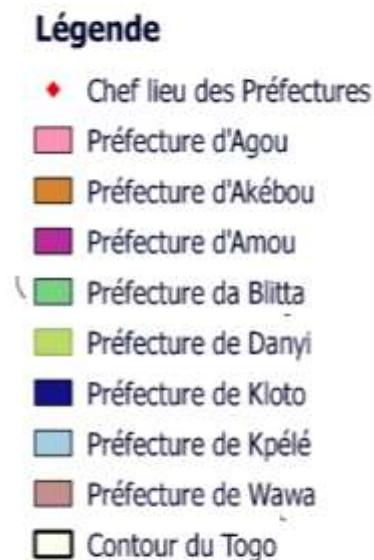 Légende
Chef lieu des Préfectures
Préfecture d'Agou
Préfecture d'Akébou
Préfecture d'Amou
Préfecture da Blitta
Préfecture de Danyi
Préfecture de Kloto
Préfecture de Kpélé
Préfecture de Wawa
Contour du Togo